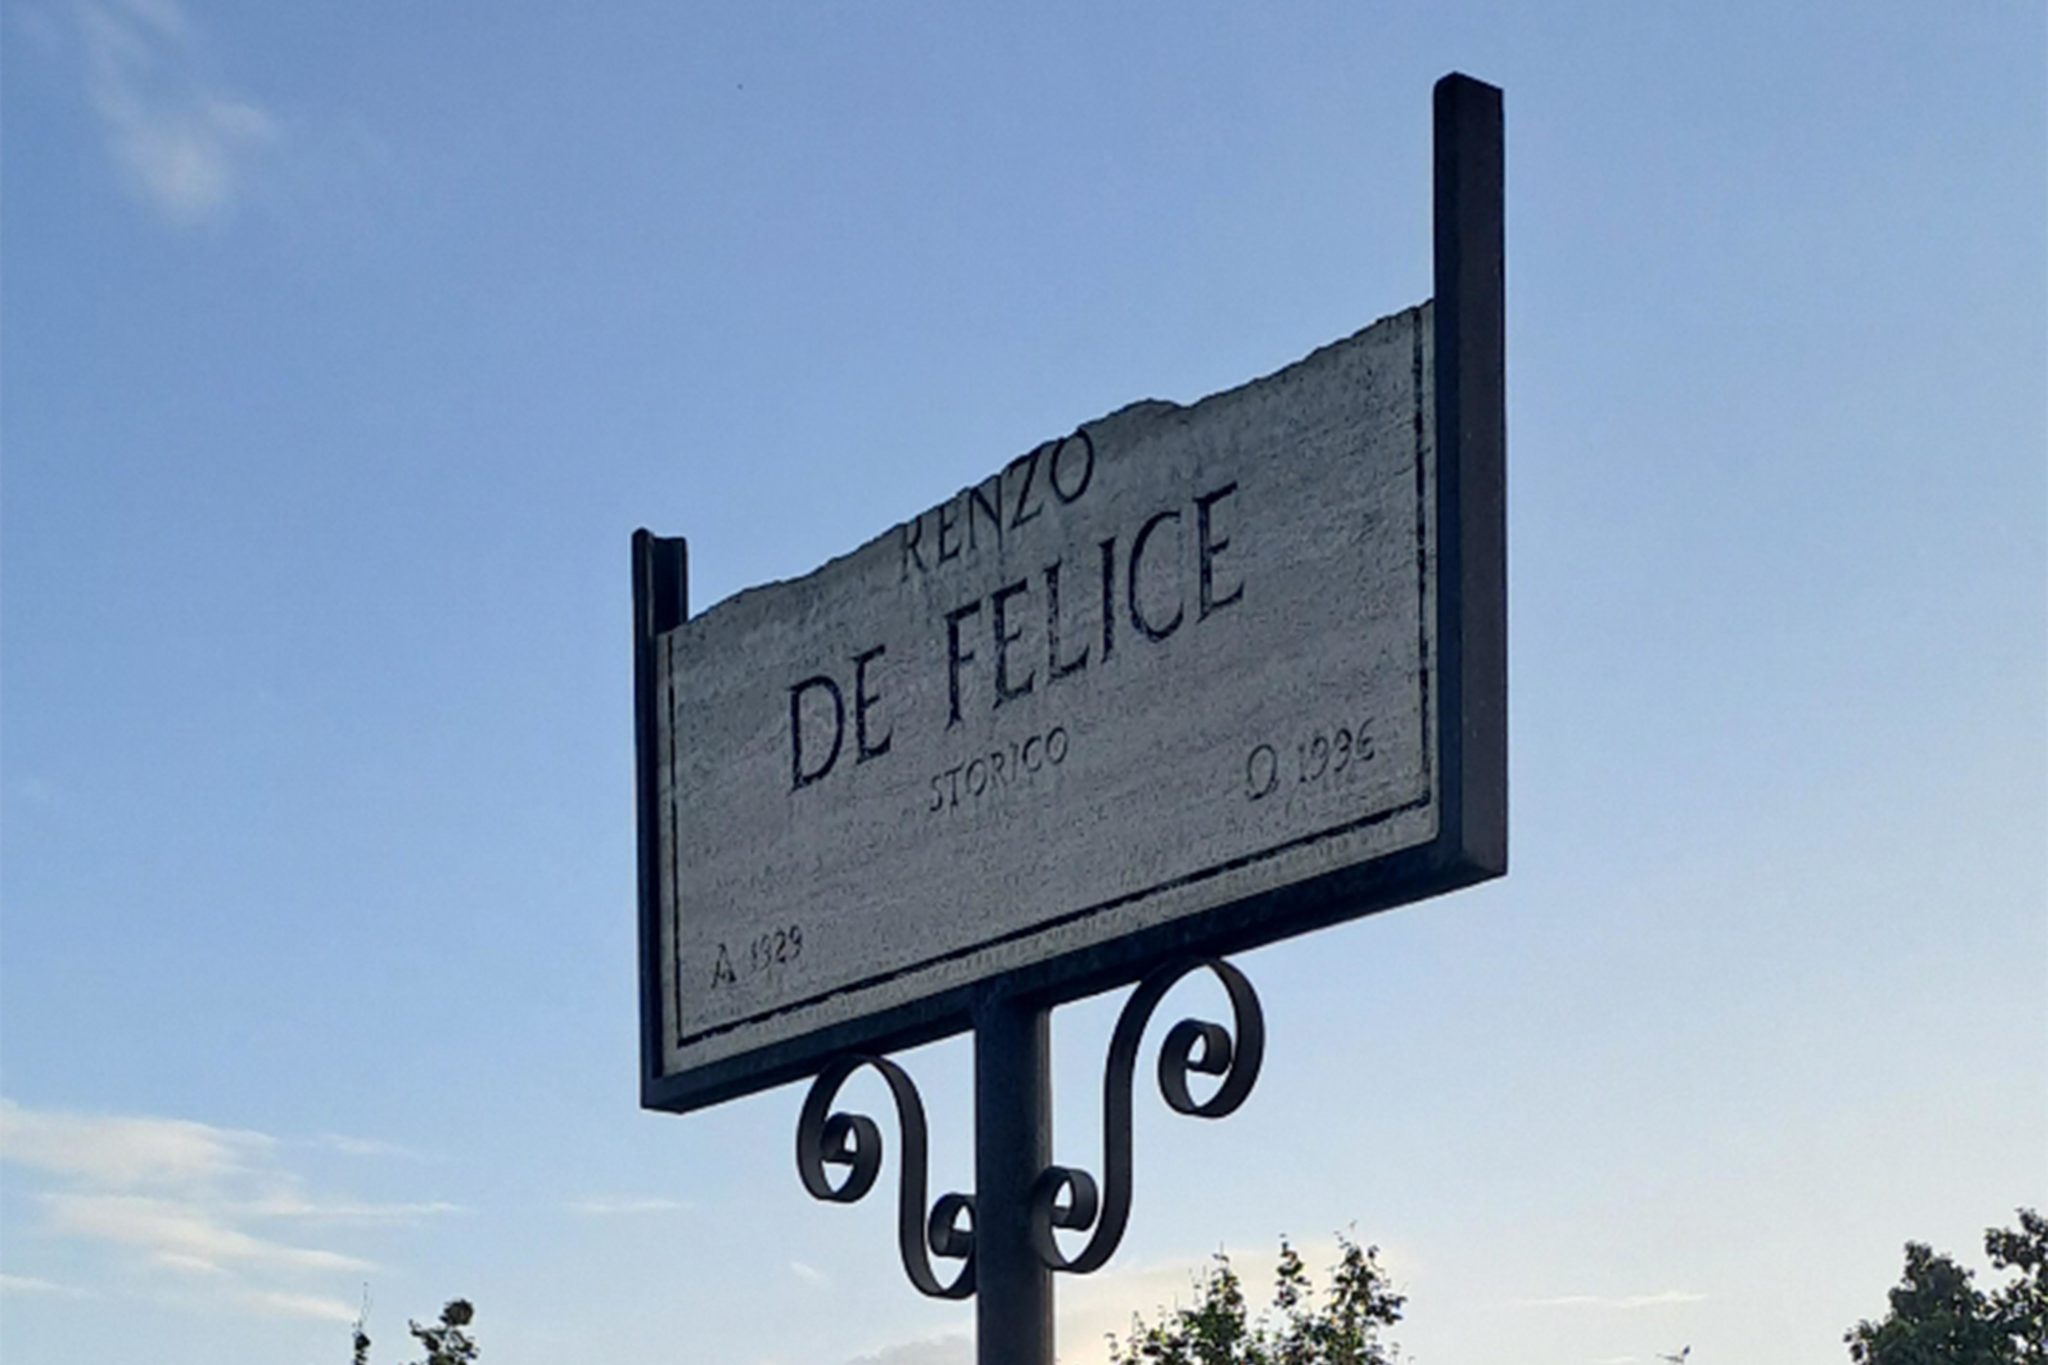 RENZO
DE FELICE
STORICO
A 1929 Ω 1996